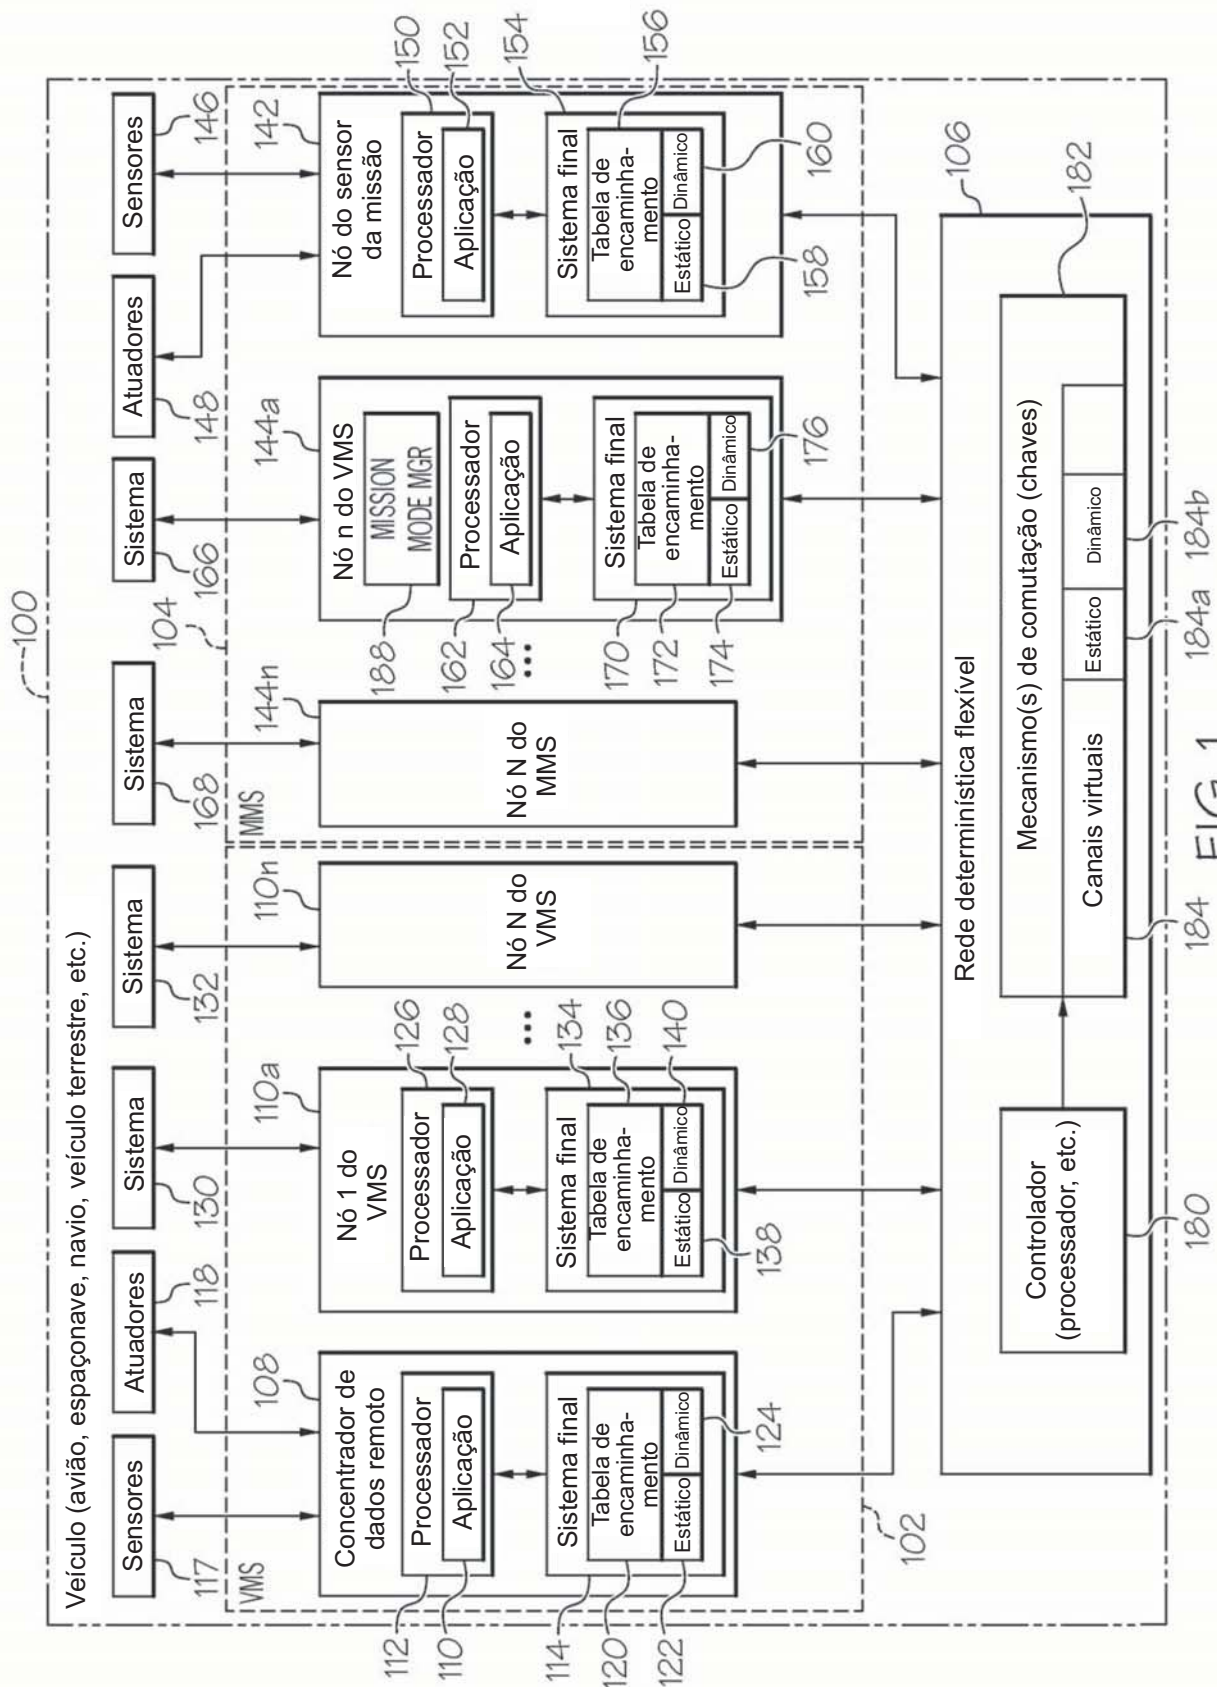 100
Veículo (avião, espaçonave, navio, veículo terrestre, etc.)
Sensores
117
Atuadores
118
Sistema
130
Sistema
132
Sistema
168
Sistema
166
Atuadores
148
Sensores
146
VMS
102
Concentrador de
dados remoto
108
Processador
112
Aplicação
110
Sistema final
114
Tabela de
encaminha-
mento
120
Estático
122
Dinâmico
124
Nó 1 do
VMS
110a
Processador
126
Aplicação
128
Sistema final
134
Tabela de
encaminha-
mento
136
Estático
138
Dinâmico
140
...
Nó N do
VMS
110n
MMS
104
Nó N do
MMS
144n
...
Nó n do VMS
144a
MISSION
MODE MGR
188
Processador
162
Aplicação
164
Sistema final
170
Tabela de
encaminha-
mento
172
Estático
174
Dinâmico
176
Nó do sensor
da missão
142
Processador
150
Aplicação
152
Sistema final
154
Tabela de
encaminha-
mento
156
Estático
158
Dinâmico
160
Rede determinística flexível
106
Controlador
(processador, etc.)
180
Mecanismo(s) de comutação (chaves)
182
Canais virtuais
184
Estático
184a
Dinâmico
184b
FIG. 1